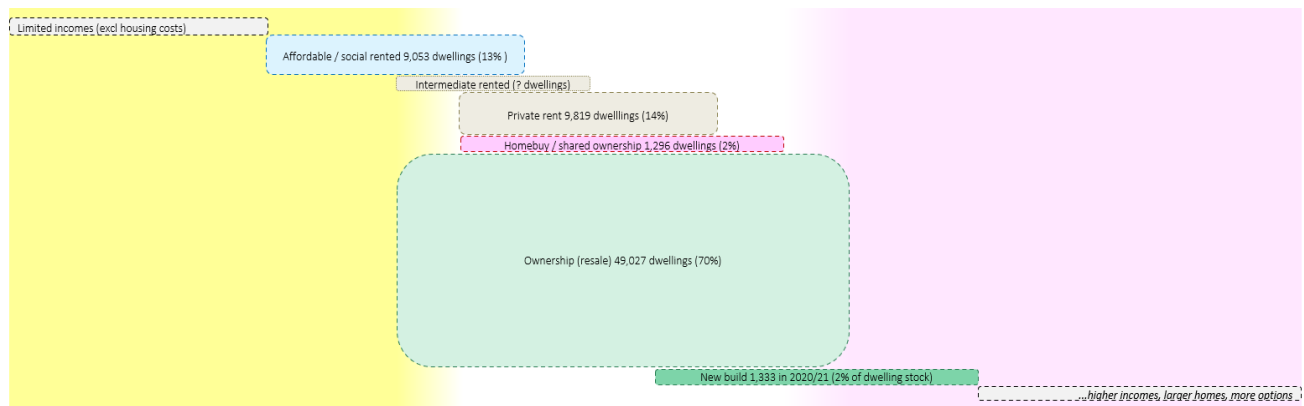 Limited incomes (excl housing costs)
Affordable / social rented 9,053 dwellings (13% )
Intermediate rented (? dwellings)
Private rent 9,819 dwelllings (14%)
Homebuy / shared ownership 1,296 dwellings (2%)
Ownership (resale) 49,027 dwellings (70%)
New build 1,333 in 2020/21 (2% of dwelling stock)
...higher incomes, larger homes, more options